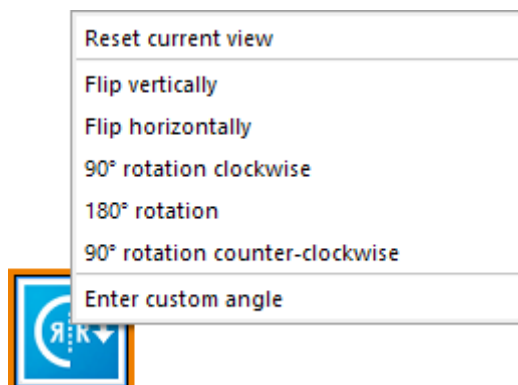 Reset current view
Flip vertically
Flip horizontally
90° rotation clockwise
180° rotation
90° rotation counter-clockwise
Enter custom angle
ЯR